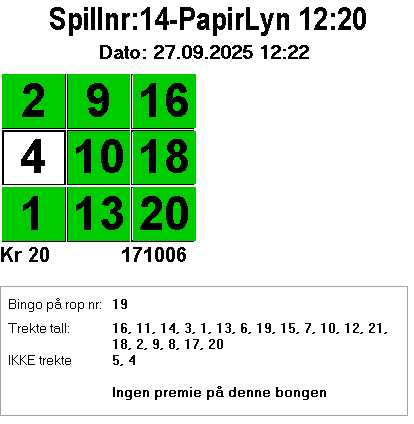 Spillnr:14-PapirLyn 12:20
Dato: 27.09.2025 12:22
2 9 16
4 10 18
1 13 20
Kr 20 171006
Bingo på rop nr: 19
Trekte tall: 16, 11, 14, 3, 1, 13, 6, 19, 15, 7, 10, 12, 21,
18, 2, 9, 8, 17, 20
IKKE trekte 5, 4
Ingen premie på denne bongen